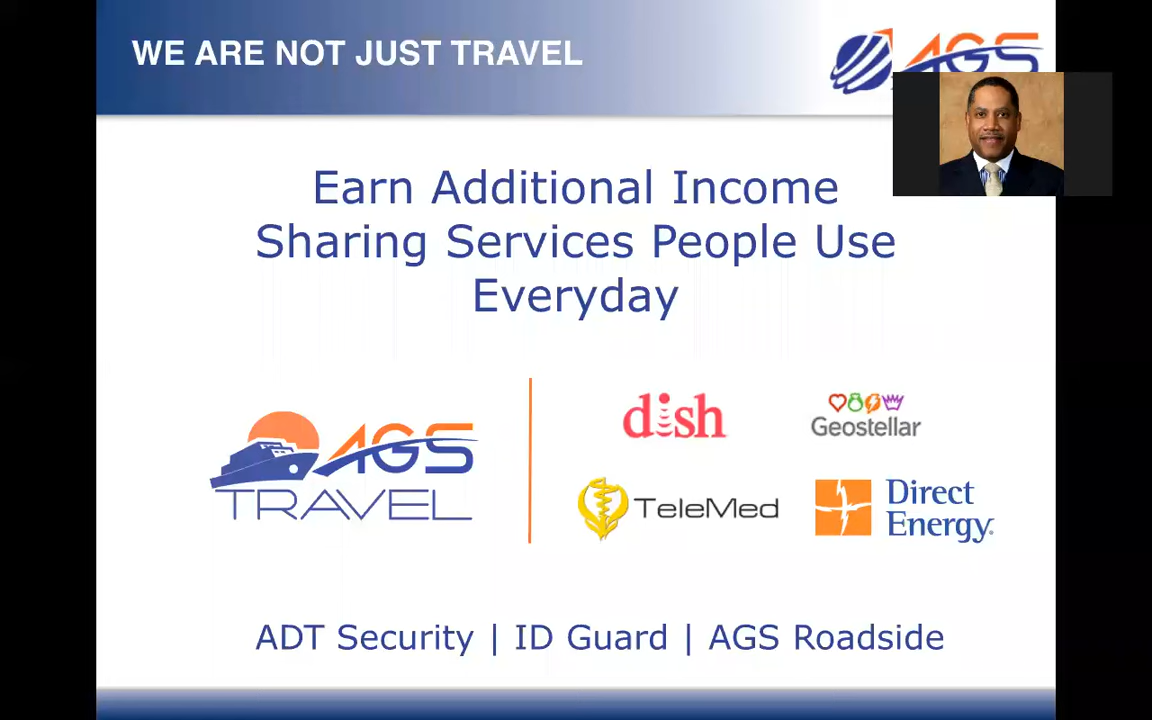 WE ARE NOT JUST TRAVEL
AGS
Earn Additional Income
Sharing Services People Use
Everyday
AGS
TRAVEL
dish
Geostellar
TeleMed
Direct
Energy®
ADT Security | ID Guard | AGS Roadside